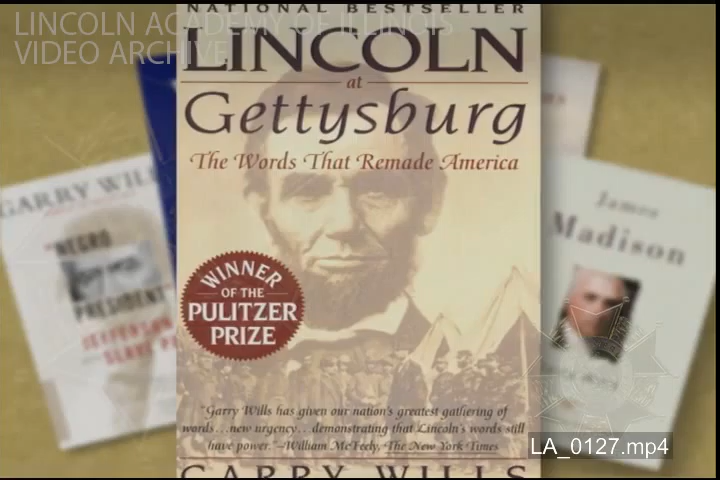 LINCOLN ACADEMY OF ILLINOIS
VIDEO ARCHIVE
NATIONAL BESTSELLER
LINCOLN
at
Gettysburg
The Words That Remade America
WINNER
OF THE
PULITZER
PRIZE
"Garry Wills has given our nation's greatest gathering of
words...new urgency...demonstrating that Lincoln's words still
have power."–William McFeely, The New York Times
GARRY WILLS
GARRY WILLS
"NEGRO
PRESIDENT"
JEFFERSON
James
Madison
LA_0127.mp4